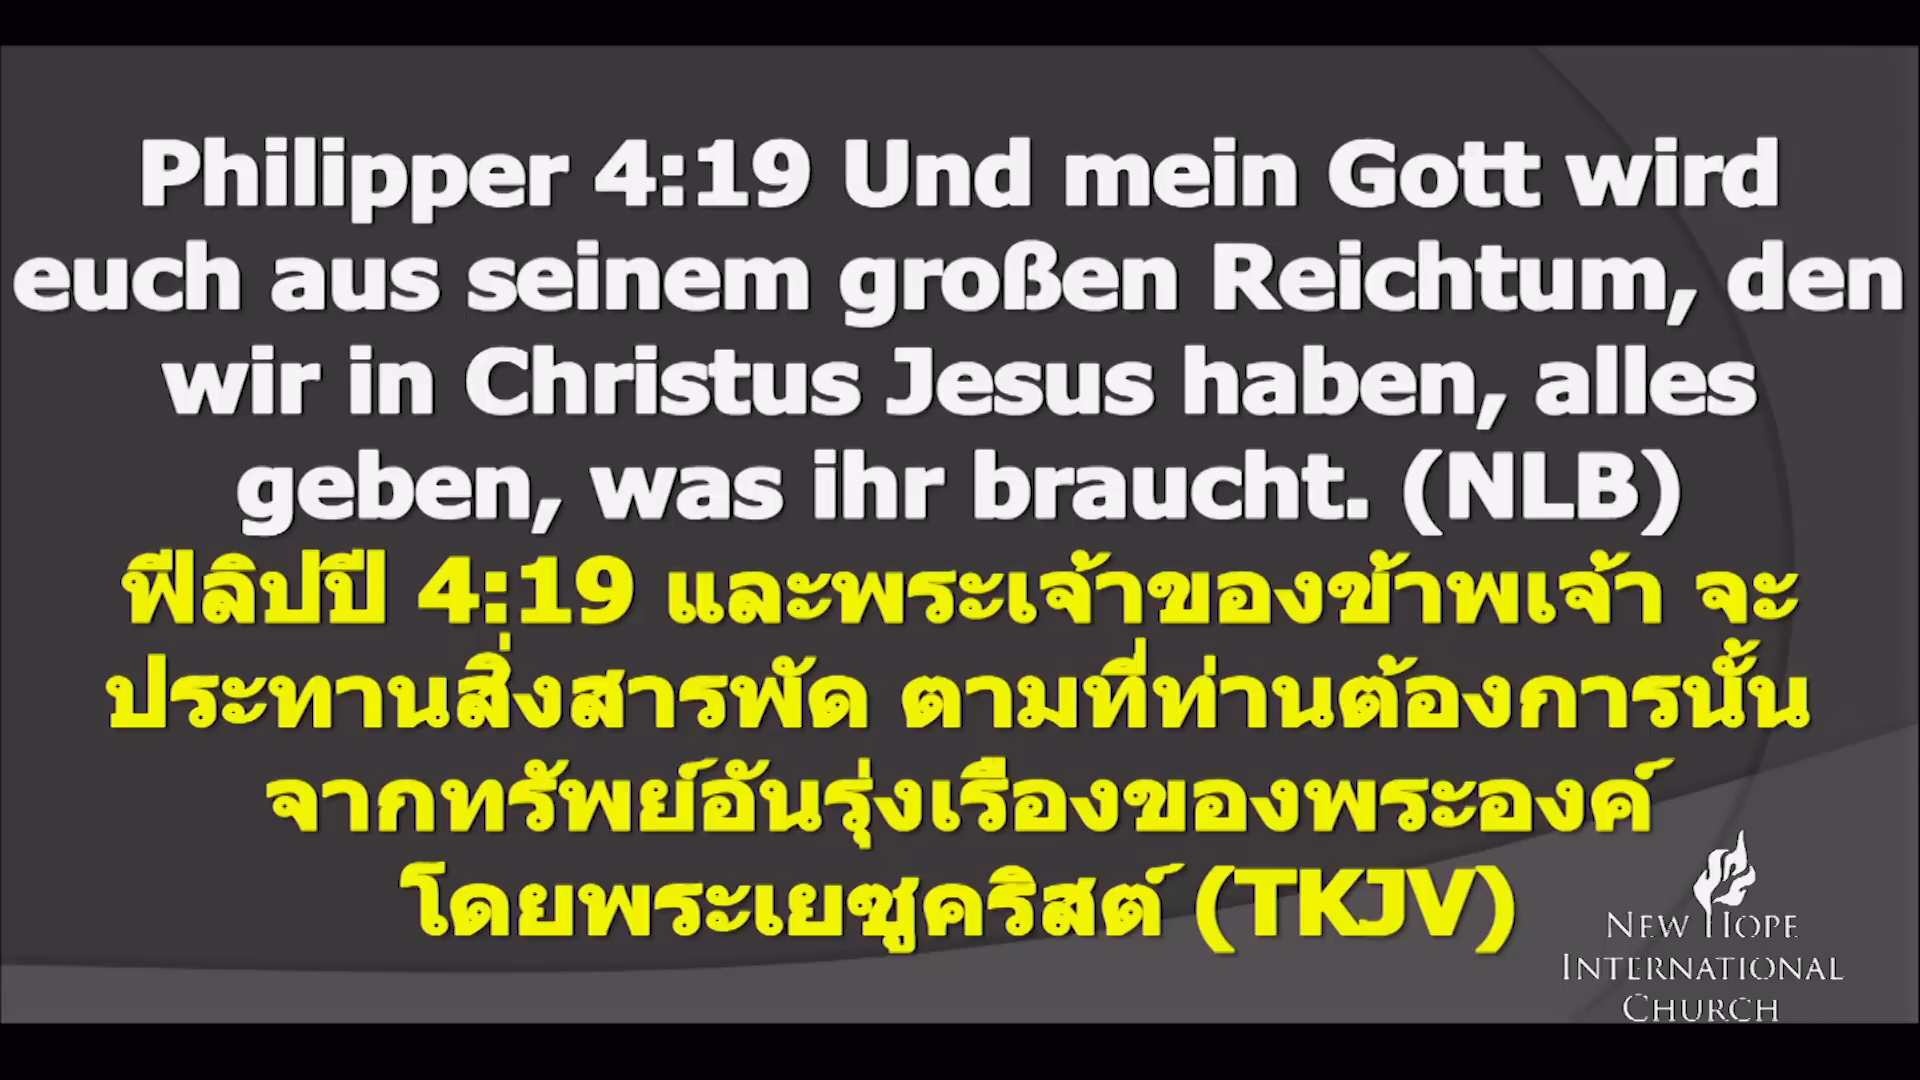 Philipper 4:19 Und mein Gott wird
euch aus seinem großen Reichtum, den
wir in Christus Jesus haben, alles
geben, was ihr braucht. (NLB)
ฟีลิปปี 4:19 และพระเจ้าของข้าพเจ้า จะ
ประทานสิ่งสารพัด ตามที่ท่านต้องการนั้น
จากทรัพย์อันรุ่งเรืองของพระองค์
โดยพระเยซูคริสต์ (TKJV)
NEW HOPE
INTERNATIONAL
CHURCH